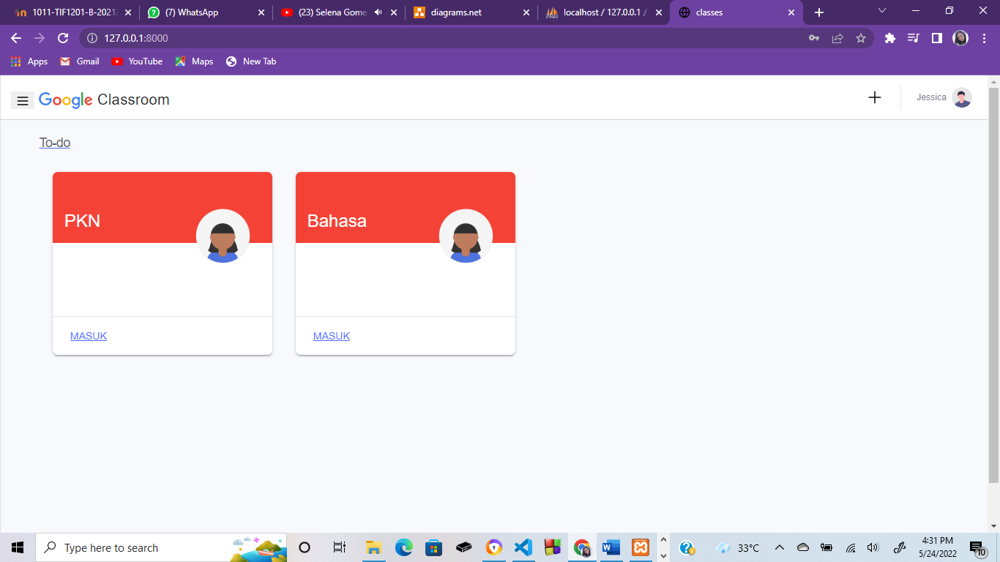 1011-TIF1201-B-2021
(7) WhatsApp
(23) Selena Gome
diagrams.net
localhost / 127.0.0.1 /
classes
127.0.0.1:8000
Apps
Gmail
YouTube
Maps
New Tab
Google Classroom
Jessica
To-do
PKN
Bahasa
MASUK
MASUK
Type here to search
33°C
4:31 PM
5/24/2022
10